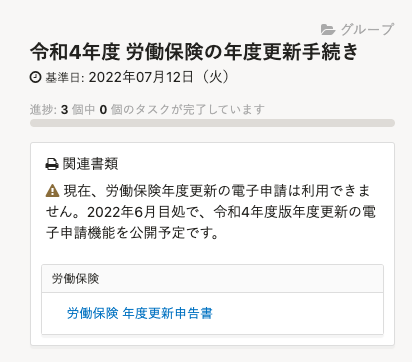 グループ
令和4年度 労働保険の年度更新手続き
基準日: 2022年07月12日（火）
進捗: 3 個中 0 個のタスクが完了しています
関連書類
現在、労働保険年度更新の電子申請は利用できま
せん。2022年6月目処で、令和4年度版年度更新の電
子申請機能を公開予定です。
労働保険
労働保険 年度更新申告書